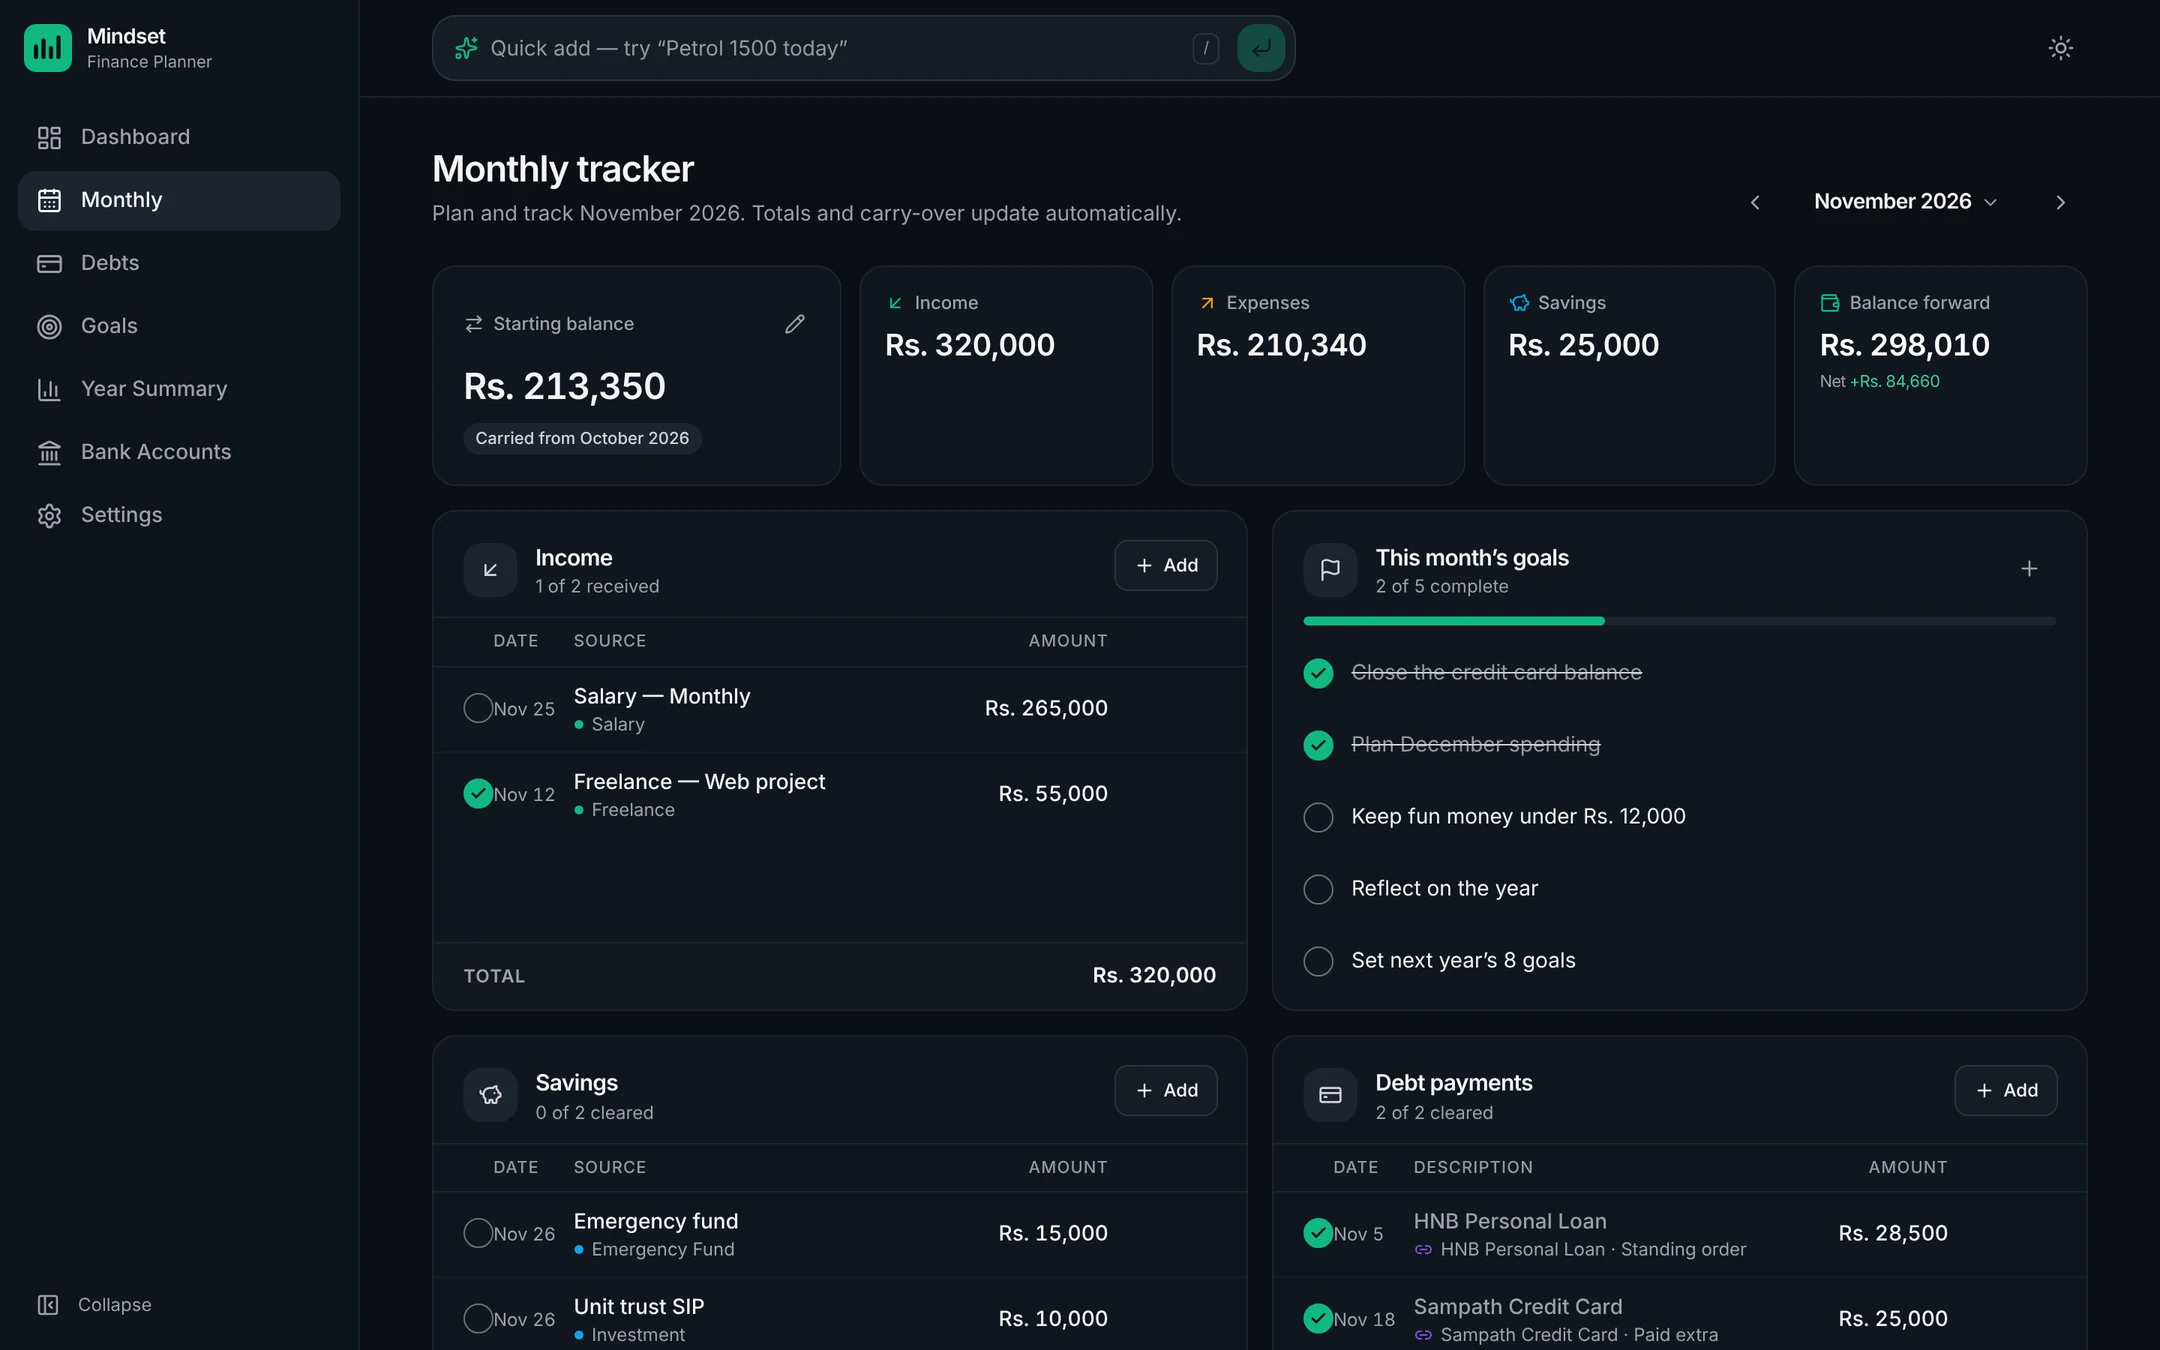 Mindset
Finance Planner
Quick add — try “Petrol 1500 today”
/
Dashboard
Monthly
Debts
Goals
Year Summary
Bank Accounts
Settings
Collapse
Monthly tracker
Plan and track November 2026. Totals and carry-over update automatically.
November 2026
Starting balance
Rs. 213,350
Carried from October 2026
Income
Rs. 320,000
Expenses
Rs. 210,340
Savings
Rs. 25,000
Balance forward
Rs. 298,010
Net +Rs. 84,660
Income
1 of 2 received
Add
DATE SOURCE AMOUNT
Nov 25 Salary — Monthly Rs. 265,000
Salary
Nov 12 Freelance — Web project Rs. 55,000
Freelance
TOTAL Rs. 320,000
This month’s goals
2 of 5 complete
Close the credit card balance
Plan December spending
Keep fun money under Rs. 12,000
Reflect on the year
Set next year’s 8 goals
Savings
0 of 2 cleared
Add
DATE SOURCE AMOUNT
Nov 26 Emergency fund Rs. 15,000
Emergency Fund
Nov 26 Unit trust SIP Rs. 10,000
Investment
Debt payments
2 of 2 cleared
Add
DATE DESCRIPTION AMOUNT
Nov 5 HNB Personal Loan Rs. 28,500
HNB Personal Loan · Standing order
Nov 18 Sampath Credit Card Rs. 25,000
Sampath Credit Card · Paid extra